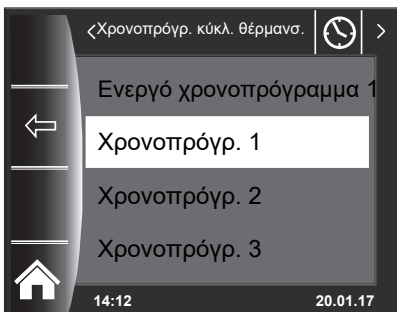 <Χρονοπρόγρ. κύκλ. θέρμανσ. >
Ενεργό χρονοπρόγραμμα 1
Χρονοπρόγρ. 1
Χρονοπρόγρ. 2
Χρονοπρόγρ. 3
14:12 20.01.17